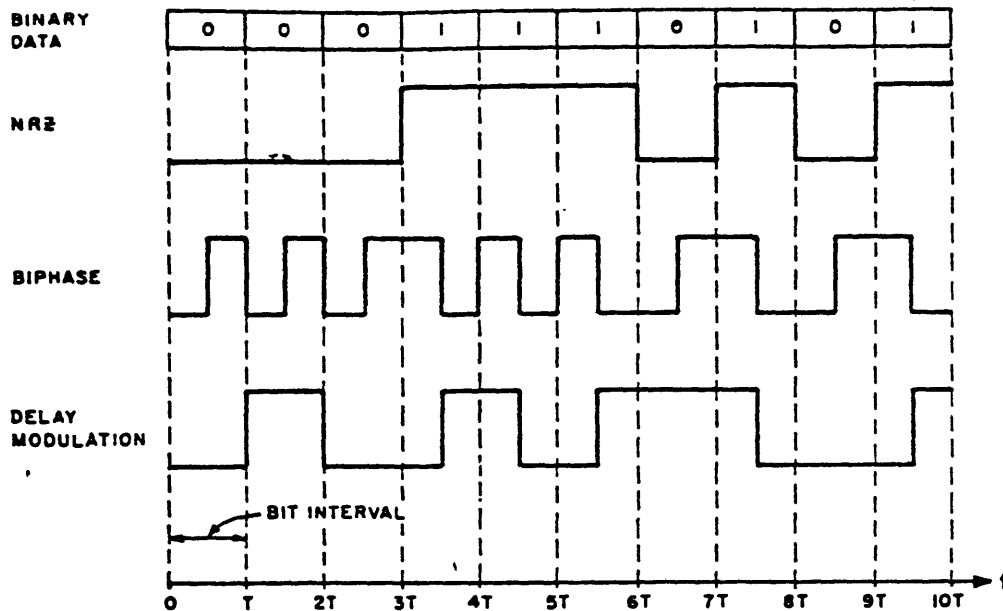 BINARY DATA
0 0 0 1 1 1 0 1 0 1
NRZ
BIPHASE
DELAY
MODULATION
BIT INTERVAL
0 T 2T 3T 4T 5T 6T 7T 8T 9T 10T t